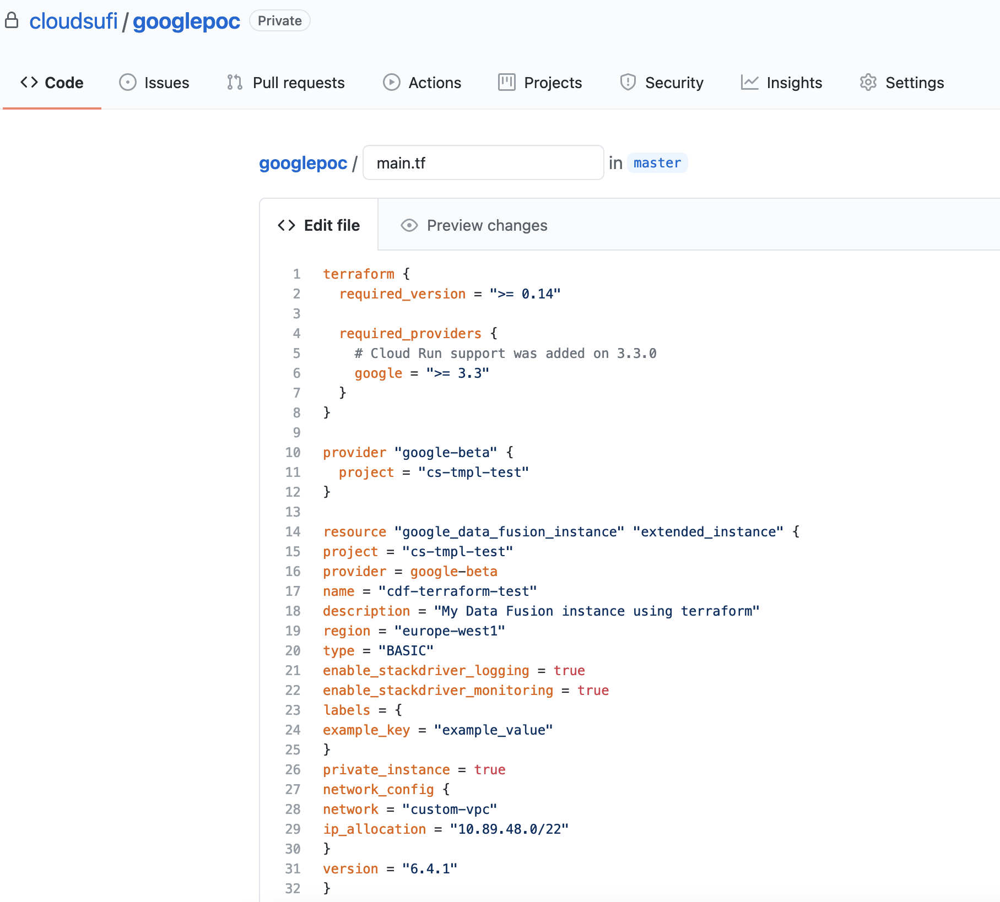 cloudsufi / googlepoc Private
Code Issues Pull requests Actions Projects Security Insights Settings
googlepoc / main.tf in master
Edit file Preview changes
1 terraform {
2   required_version = ">= 0.14"
3
4   required_providers {
5     # Cloud Run support was added on 3.3.0
6     google = ">= 3.3"
7   }
8 }
9
10 provider "google-beta" {
11   project = "cs-tmpl-test"
12 }
13
14 resource "google_data_fusion_instance" "extended_instance" {
15 project = "cs-tmpl-test"
16 provider = google-beta
17 name = "cdf-terraform-test"
18 description = "My Data Fusion instance using terraform"
19 region = "europe-west1"
20 type = "BASIC"
21 enable_stackdriver_logging = true
22 enable_stackdriver_monitoring = true
23 labels = {
24 example_key = "example_value"
25 }
26 private_instance = true
27 network_config {
28 network = "custom-vpc"
29 ip_allocation = "10.89.48.0/22"
30 }
31 version = "6.4.1"
32 }